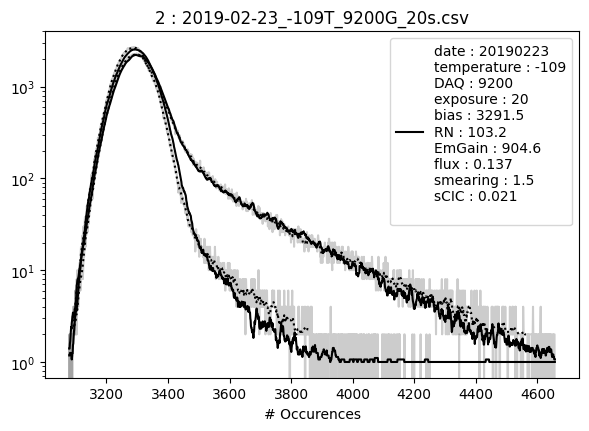 2 : 2019-02-23_-109T_9200G_20s.csv
date : 20190223
temperature : -109
DAQ : 9200
exposure : 20
bias : 3291.5
RN : 103.2
EmGain : 904.6
flux : 0.137
smearing : 1.5
sCIC : 0.021
10³
10²
10¹
10⁰
3200 3400 3600 3800 4000 4200 4400 4600
# Occurences